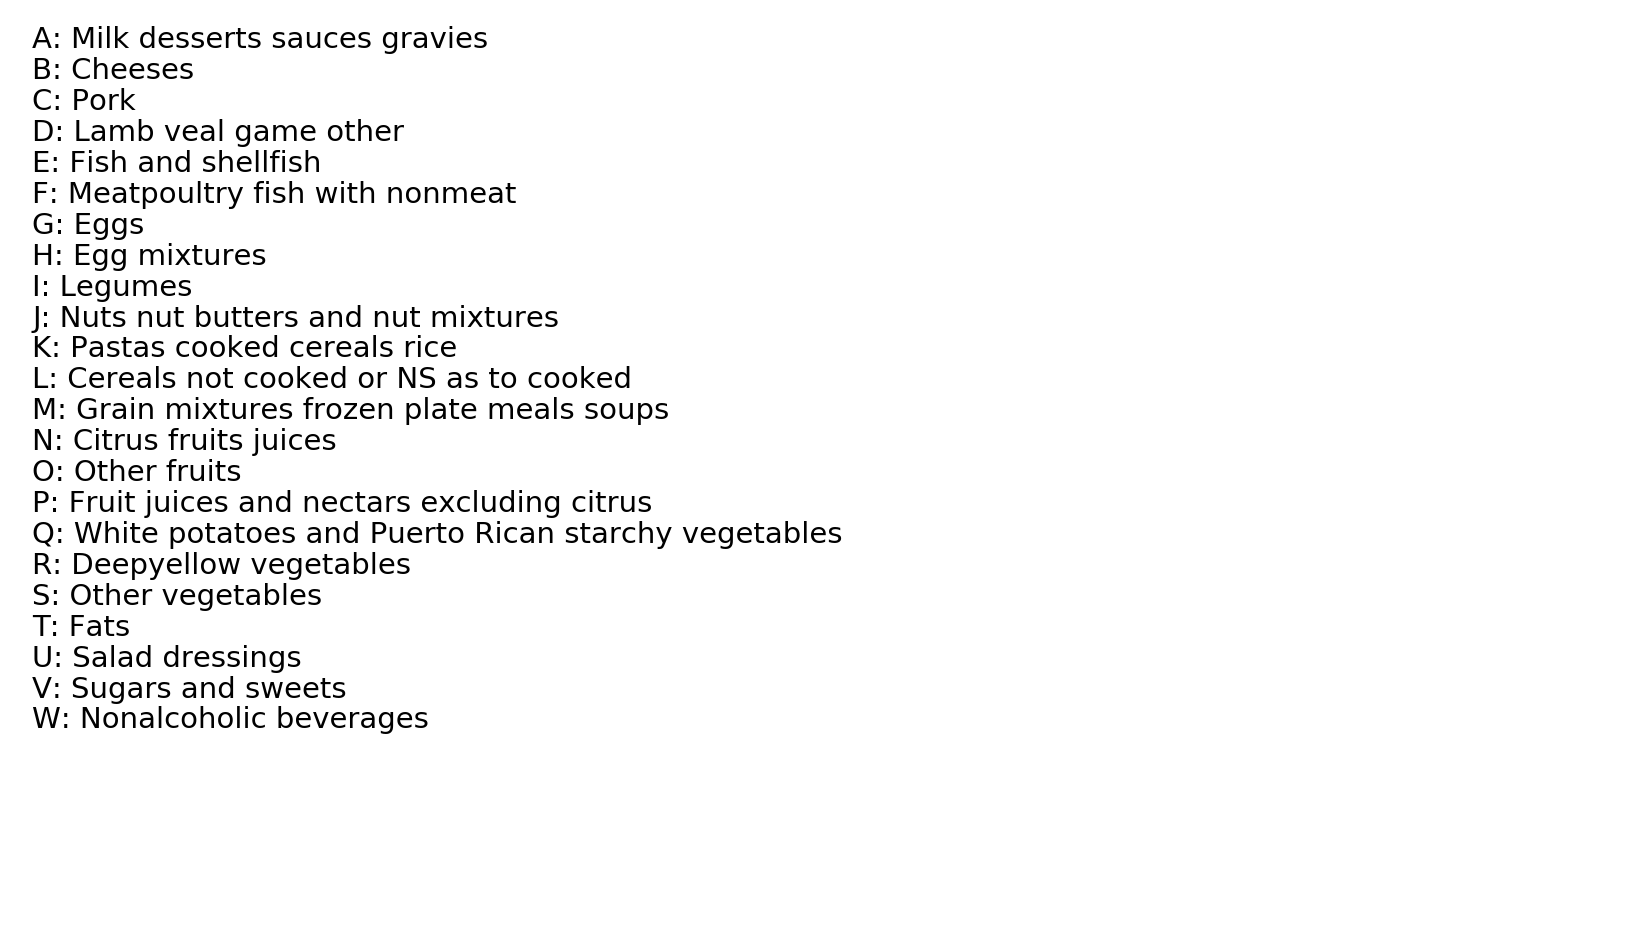 A: Milk desserts sauces gravies
B: Cheeses
C: Pork
D: Lamb veal game other
E: Fish and shellfish
F: Meatpoultry fish with nonmeat
G: Eggs
H: Egg mixtures
I: Legumes
J: Nuts nut butters and nut mixtures
K: Pastas cooked cereals rice
L: Cereals not cooked or NS as to cooked
M: Grain mixtures frozen plate meals soups
N: Citrus fruits juices
O: Other fruits
P: Fruit juices and nectars excluding citrus
Q: White potatoes and Puerto Rican starchy vegetables
R: Deepyellow vegetables
S: Other vegetables
T: Fats
U: Salad dressings
V: Sugars and sweets
W: Nonalcoholic beverages